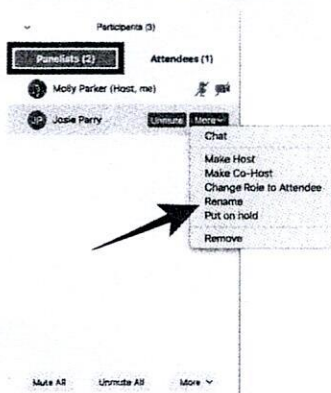 Participants (3)
Panelists (2) Attendees (1)
Molly Parker (Host, me)
JP Josie Parry Unmute More
Chat
Make Host
Make Co-Host
Change Role to Attendee
Rename
Put on hold
Remove
Mute All Unmute All More